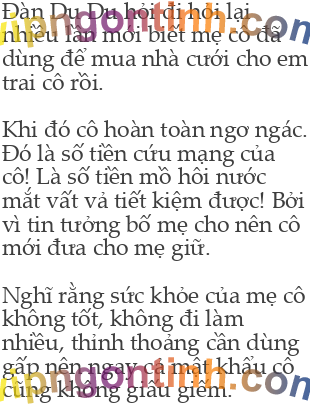 Đàn Du Du hỏi đi hỏi lại
nhiều lần mới biết mẹ cô đã
dùng để mua nhà cưới cho em
trai cô rồi.

Khi đó cô hoàn toàn ngơ ngác.
Đó là số tiền cứu mạng của
cô! Là số tiền mồ hôi nước
mắt vất vả tiết kiệm được! Bởi
vì tin tưởng bố mẹ cho nên cô
mới đưa cho mẹ giữ.

Nghĩ rằng sức khỏe của mẹ cô
không tốt, không đi làm
nhiều, thỉnh thoảng cần dùng
gấp nên ngay cả mật khẩu cô
cũng không giấu giếm.